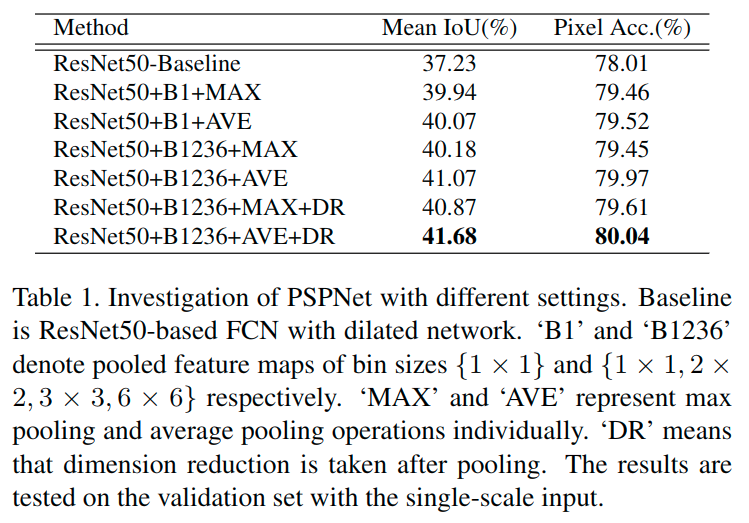 Method Mean IoU(%) Pixel Acc.(%)
ResNet50-Baseline 37.23 78.01
ResNet50+B1+MAX 39.94 79.46
ResNet50+B1+AVE 40.07 79.52
ResNet50+B1236+MAX 40.18 79.45
ResNet50+B1236+AVE 41.07 79.97
ResNet50+B1236+MAX+DR 40.87 79.61
ResNet50+B1236+AVE+DR 41.68 80.04
Table 1. Investigation of PSPNet with different settings. Baseline
is ResNet50-based FCN with dilated network. ‘B1’ and ‘B1236’
denote pooled feature maps of bin sizes {1 × 1} and {1 × 1, 2 ×
2, 3 × 3, 6 × 6} respectively. ‘MAX’ and ‘AVE’ represent max
pooling and average pooling operations individually. ‘DR’ means
that dimension reduction is taken after pooling. The results are
tested on the validation set with the single-scale input.